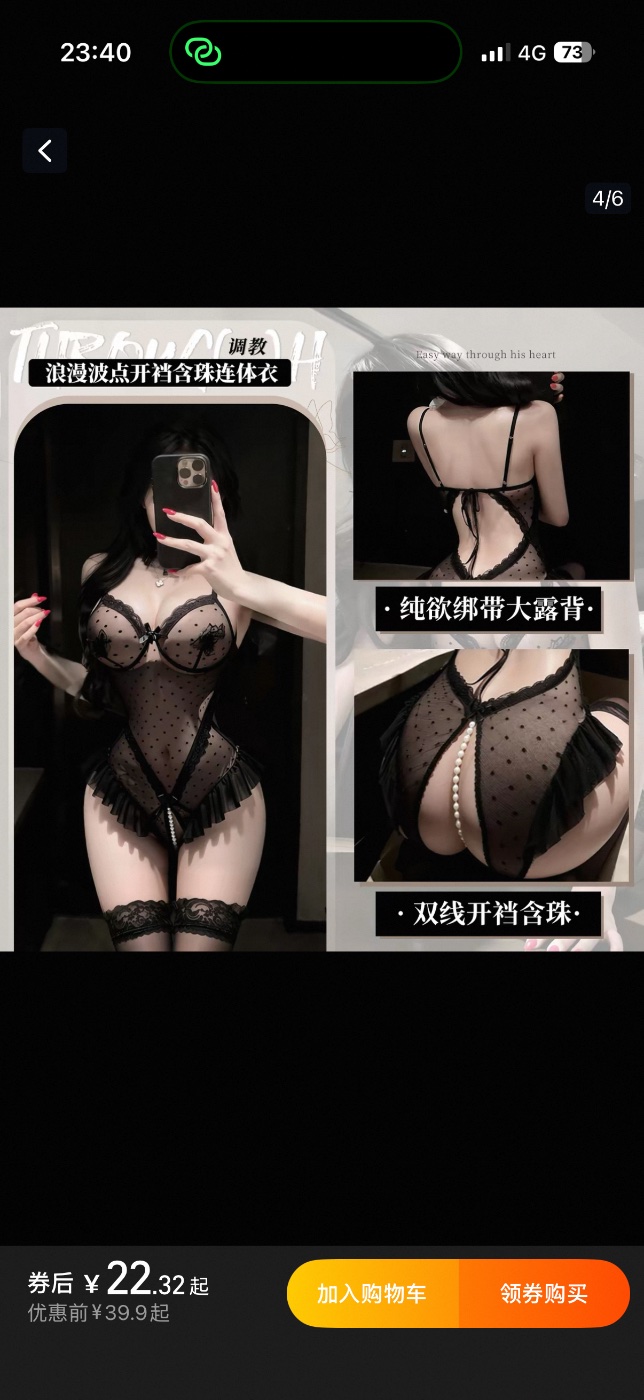 23:40
4G
73
4/6
THROUGH
调教
浪漫波点开裆含珠连体衣
Easy way through his heart
·纯欲绑带大露背·
·双线开裆含珠·
券后 ¥22.32起
优惠前¥39.9起
加入购物车
领券购买